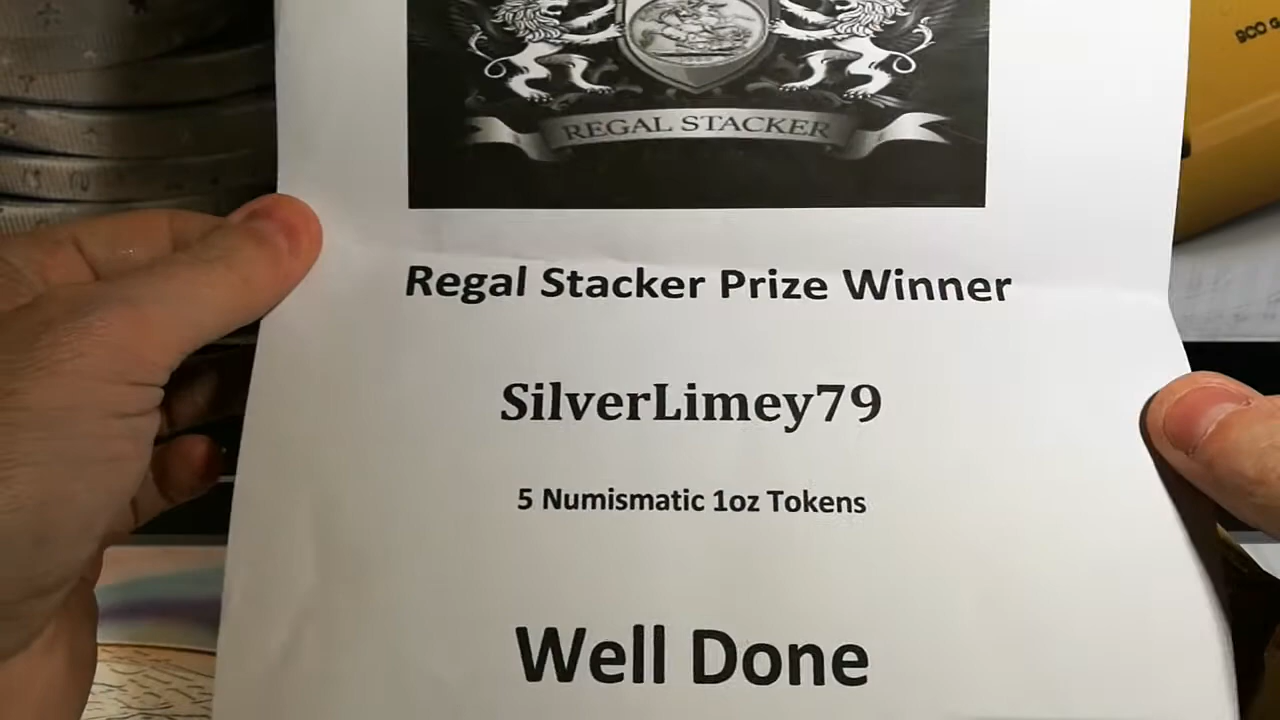 REGAL STACKER
Regal Stacker Prize Winner
SilverLimey79
5 Numismatic 1oz Tokens
Well Done